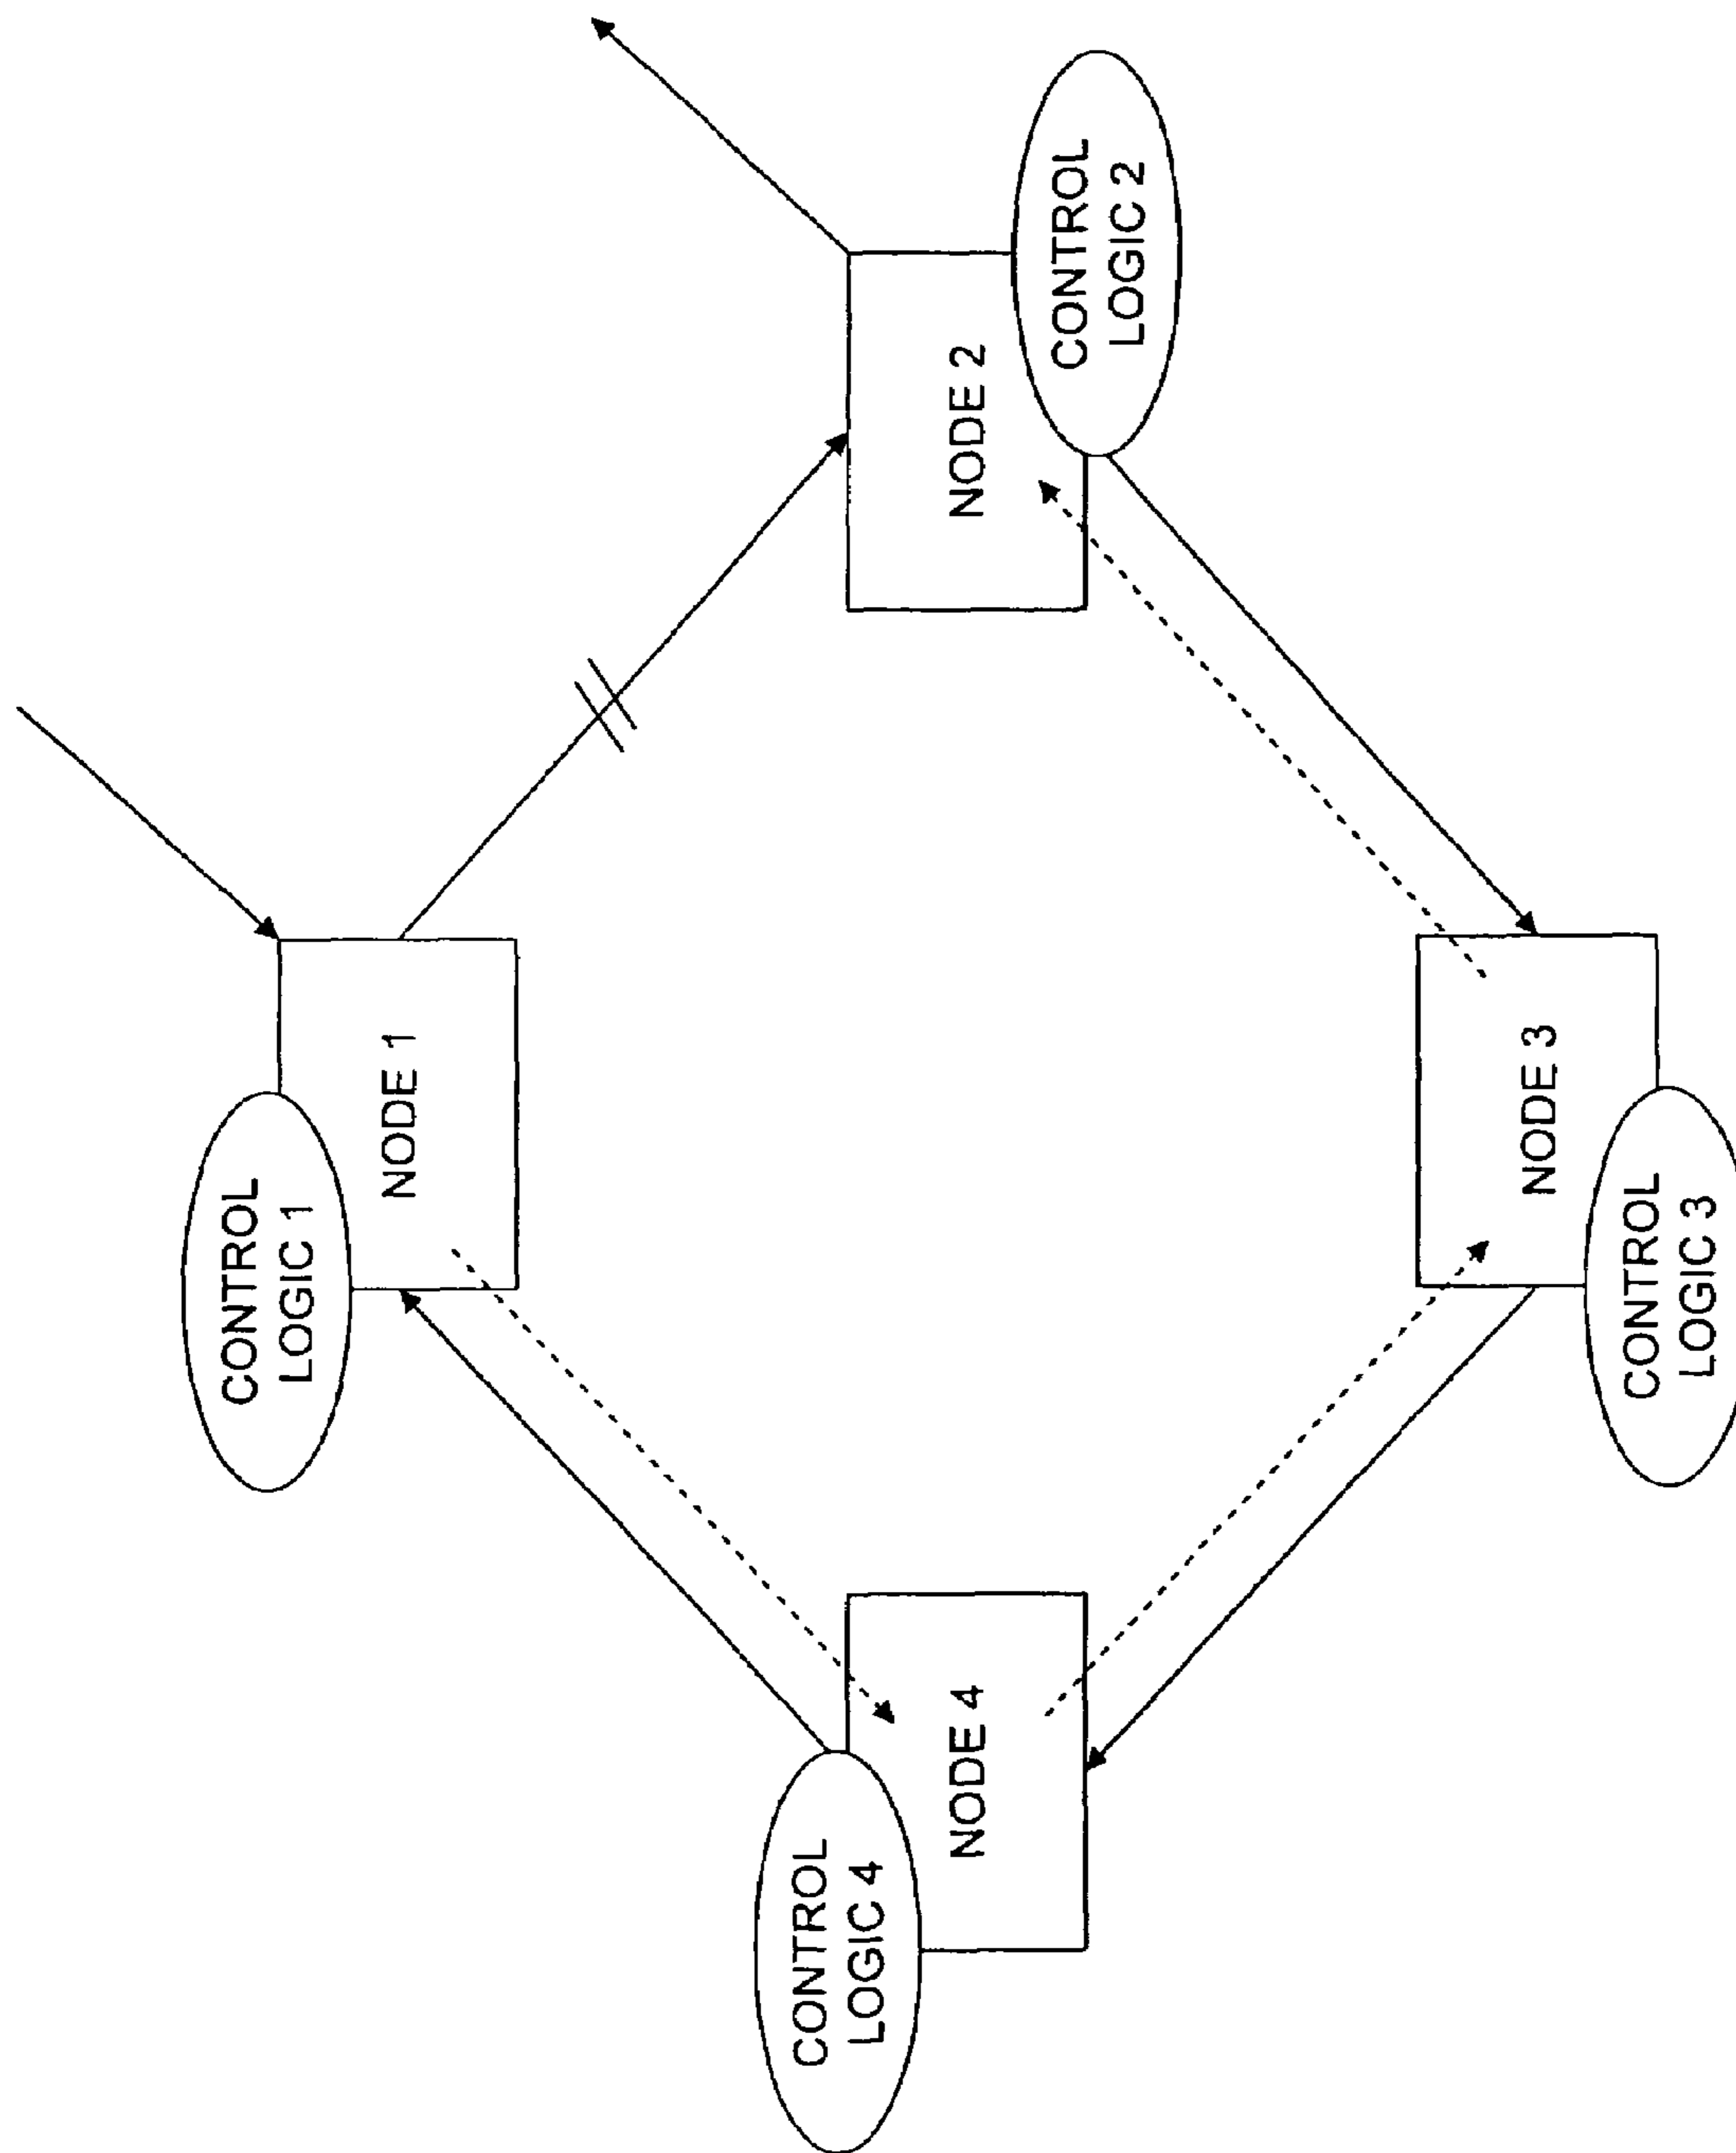 CONTROL
LOGIC 1
NODE 1
CONTROL
LOGIC 4
NODE 4
NODE 2
CONTROL
LOGIC 2
NODE 3
CONTROL
LOGIC 3